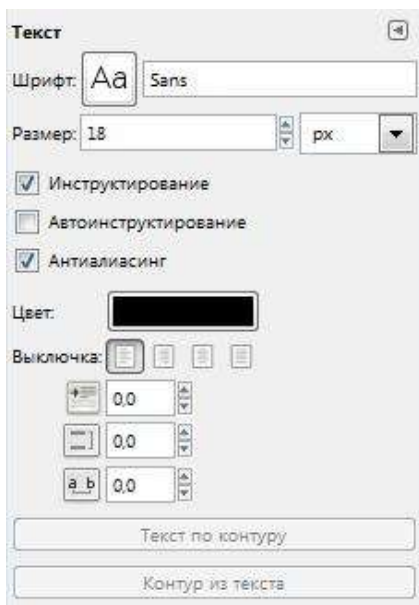 Текст
Шрифт: Aa Sans
Размер: 18 px
Инструктирование
Автоинструктирование
Антиалиасинг
Цвет:
Выключка:
0,0
0,0
a b 0,0
Текст по контуру
Контур из текста